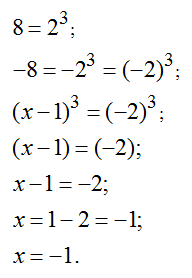 8 = 2³;
−8 = −2³ = (−2)³;
(x − 1)³ = (−2)³;
(x − 1) = (−2);
x − 1 = −2;
x = 1 − 2 = −1;
x = −1.